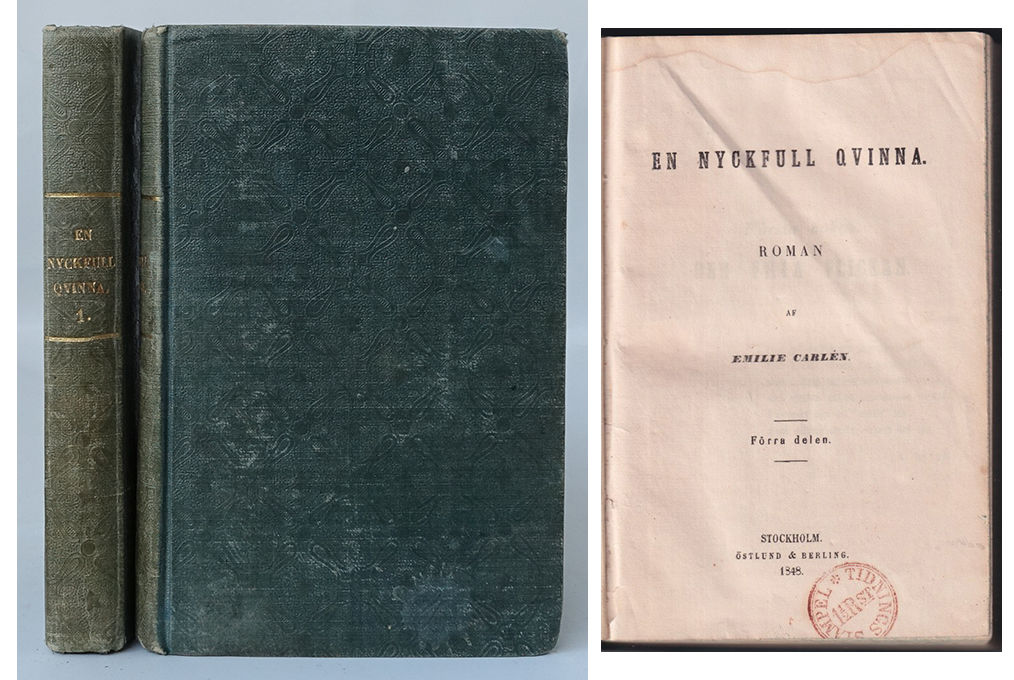 EN
NYCKFULL
QVINNA,
1.
EN NYCKFULL QVINNA.
ROMAN
AF
EMILIE CARLÉN.
Förra delen.
STOCKHOLM.
ÖSTLUND & BERLING.
1848.
STÄMPEL * TIDNINGS